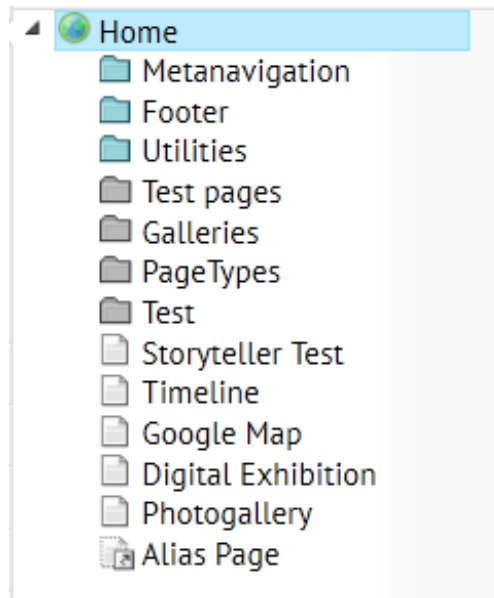 Home
Metanavigation
Footer
Utilities
Test pages
Galleries
PageTypes
Test
Storyteller Test
Timeline
Google Map
Digital Exhibition
Photogallery
Alias Page